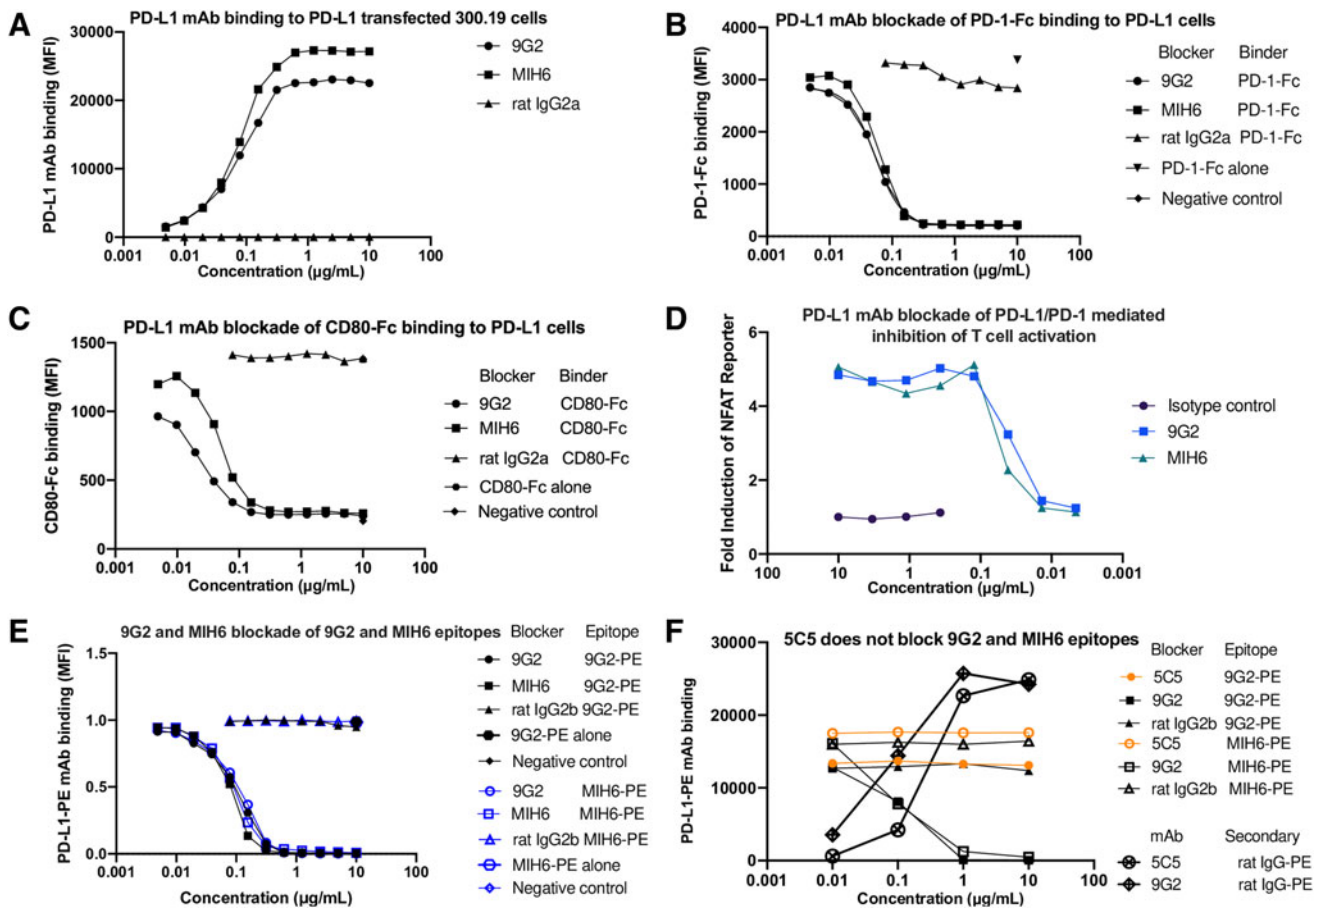 A
PD-L1 mAb binding to PD-L1 transfected 300.19 cells
PD-L1 mAb binding (MFI)
30000
20000
10000
0
0.001
0.01
0.1
1
10
100
Concentration (µg/mL)
9G2
MIH6
rat IgG2a
B
PD-L1 mAb blockade of PD-1-Fc binding to PD-L1 cells
PD-1-Fc binding (MFI)
4000
3000
2000
1000
0
0.001
0.01
0.1
1
10
100
Concentration (µg/mL)
Blocker Binder
9G2 PD-1-Fc
MIH6 PD-1-Fc
rat IgG2a PD-1-Fc
PD-1-Fc alone
Negative control
C
PD-L1 mAb blockade of CD80-Fc binding to PD-L1 cells
CD80-Fc binding (MFI)
1500
1000
500
0
0.001
0.01
0.1
1
10
100
Concentration (µg/mL)
Blocker Binder
9G2 CD80-Fc
MIH6 CD80-Fc
rat IgG2a CD80-Fc
CD80-Fc alone
Negative control
D
PD-L1 mAb blockade of PD-L1/PD-1 mediated
inhibition of T cell activation
Fold Induction of NFAT Reporter
6
4
2
0
100
10
1
0.1
0.01
0.001
Concentration (µg/mL)
Isotype control
9G2
MIH6
E
9G2 and MIH6 blockade of 9G2 and MIH6 epitopes
PD-L1-PE mAb binding (MFI)
1.5
1.0
0.5
0.0
0.001
0.01
0.1
1
10
100
Concentration (µg/mL)
Blocker Epitope
9G2 9G2-PE
MIH6 9G2-PE
rat IgG2b 9G2-PE
9G2-PE alone
Negative control
9G2 MIH6-PE
MIH6 MIH6-PE
rat IgG2b MIH6-PE
MIH6-PE alone
Negative control
F
5C5 does not block 9G2 and MIH6 epitopes
PD-L1-PE mAb binding
30000
20000
10000
0
0.001
0.01
0.1
1
10
100
Concentration (µg/mL)
Blocker Epitope
5C5 9G2-PE
9G2 9G2-PE
rat IgG2b 9G2-PE
5C5 MIH6-PE
9G2 MIH6-PE
rat IgG2b MIH6-PE
mAb Secondary
5C5 rat IgG-PE
9G2 rat IgG-PE